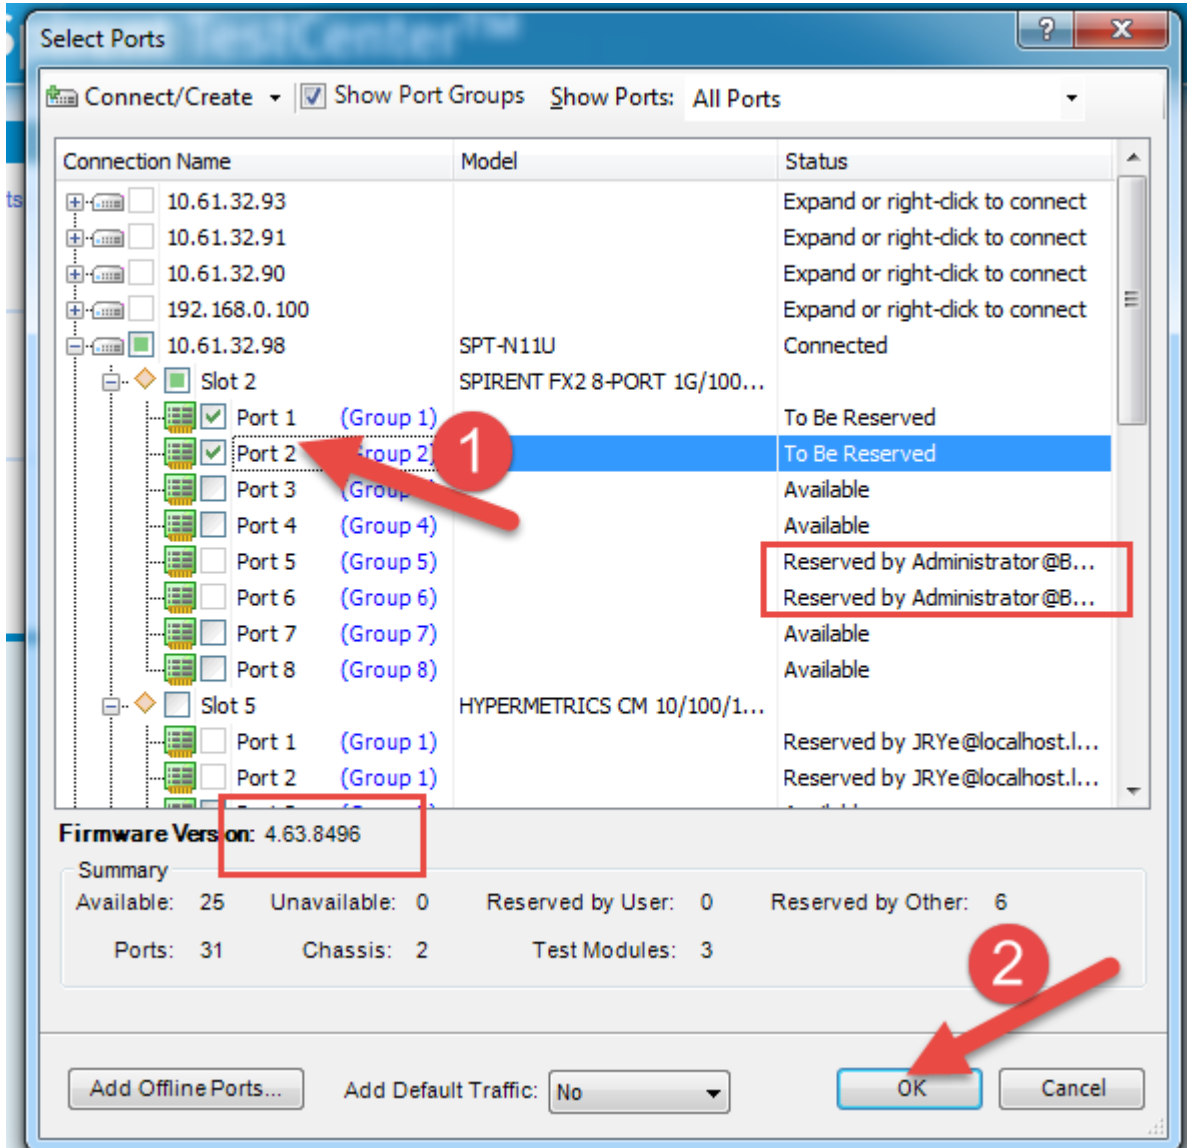 TestCenter™
Select Ports
?
x
Connect/Create Show Port Groups Show Ports: All Ports
Connection Name Model Status
ts
10.61.32.93 Expand or right-click to connect
10.61.32.91 Expand or right-click to connect
10.61.32.90 Expand or right-click to connect
192.168.0.100 Expand or right-click to connect
10.61.32.98 SPT-N11U Connected
Slot 2 SPIRENT FX2 8-PORT 1G/100...
Port 1 (Group 1) To Be Reserved
1
Port 2 Group 2) To Be Reserved
Port 3 (Group Available
Port 4 (Group 4) Available
Port 5 (Group 5) Reserved by Administrator@B...
Port 6 (Group 6) Reserved by Administrator@B...
Port 7 (Group 7) Available
Port 8 (Group 8) Available
Slot 5 HYPERMETRICS CM 10/100/1...
Port 1 (Group 1) Reserved by JRYe@localhost.l...
Port 2 (Group 1) Reserved by JRYe@localhost.l...
Firmware Version: 4.63.8496
Summary
Available: 25 Unavailable: 0 Reserved by User: 0 Reserved by Other: 6
Ports: 31 Chassis: 2 Test Modules: 3
2
Add Offline Ports... Add Default Traffic: No OK Cancel